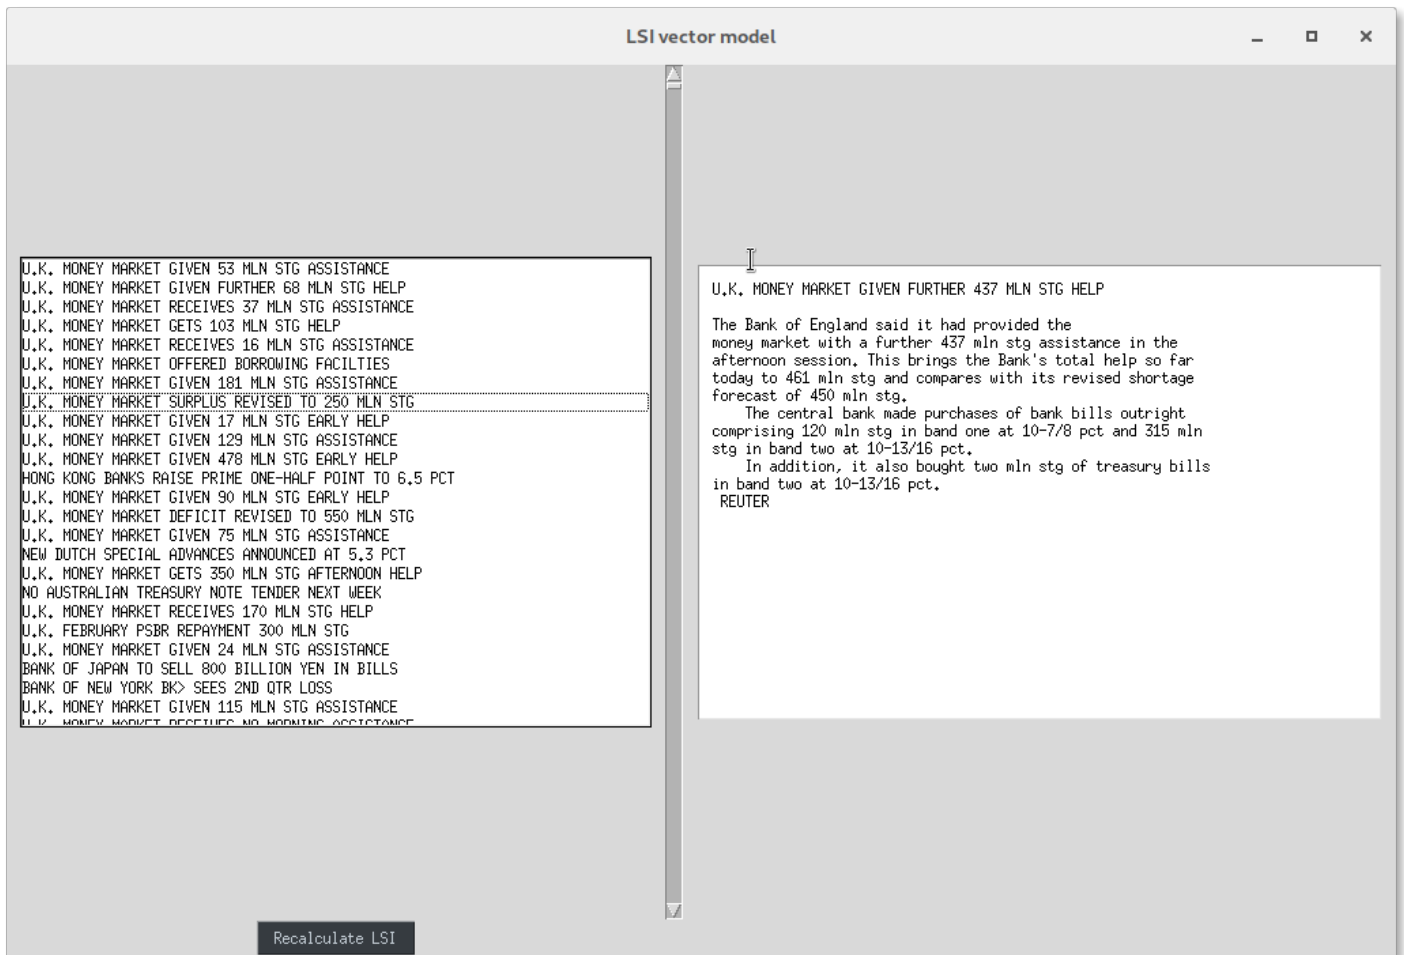 LSI vector model
U.K. MONEY MARKET GIVEN 53 MLN STG ASSISTANCE
U.K. MONEY MARKET GIVEN FURTHER 68 MLN STG HELP
U.K. MONEY MARKET RECEIVES 37 MLN STG ASSISTANCE
U.K. MONEY MARKET GETS 103 MLN STG HELP
U.K. MONEY MARKET RECEIVES 16 MLN STG ASSISTANCE
U.K. MONEY MARKET OFFERED BORROWING FACILTIES
U.K. MONEY MARKET GIVEN 181 MLN STG ASSISTANCE
U.K. MONEY MARKET SURPLUS REVISED TO 250 MLN STG
U.K. MONEY MARKET GIVEN 17 MLN STG EARLY HELP
U.K. MONEY MARKET GIVEN 129 MLN STG ASSISTANCE
U.K. MONEY MARKET GIVEN 478 MLN STG EARLY HELP
HONG KONG BANKS RAISE PRIME ONE-HALF POINT TO 6.5 PCT
U.K. MONEY MARKET GIVEN 90 MLN STG EARLY HELP
U.K. MONEY MARKET DEFICIT REVISED TO 550 MLN STG
U.K. MONEY MARKET GIVEN 75 MLN STG ASSISTANCE
NEW DUTCH SPECIAL ADVANCES ANNOUNCED AT 5.3 PCT
U.K. MONEY MARKET GETS 350 MLN STG AFTERNOON HELP
NO AUSTRALIAN TREASURY NOTE TENDER NEXT WEEK
U.K. MONEY MARKET RECEIVES 170 MLN STG HELP
U.K. FEBRUARY PSBR REPAYMENT 300 MLN STG
U.K. MONEY MARKET GIVEN 24 MLN STG ASSISTANCE
BANK OF JAPAN TO SELL 800 BILLION YEN IN BILLS
BANK OF NEW YORK BK> SEES 2ND QTR LOSS
U.K. MONEY MARKET GIVEN 115 MLN STG ASSISTANCE
U.K. MONEY MARKET RECEIVES NO MORNING ASSISTANCE
Recalculate LSI
U.K. MONEY MARKET GIVEN FURTHER 437 MLN STG HELP
The Bank of England said it had provided the
money market with a further 437 mln stg assistance in the
afternoon session. This brings the Bank's total help so far
today to 461 mln stg and compares with its revised shortage
forecast of 450 mln stg.
The central bank made purchases of bank bills outright
comprising 120 mln stg in band one at 10-7/8 pct and 315 mln
stg in band two at 10-13/16 pct.
In addition, it also bought two mln stg of treasury bills
in band two at 10-13/16 pct.
REUTER